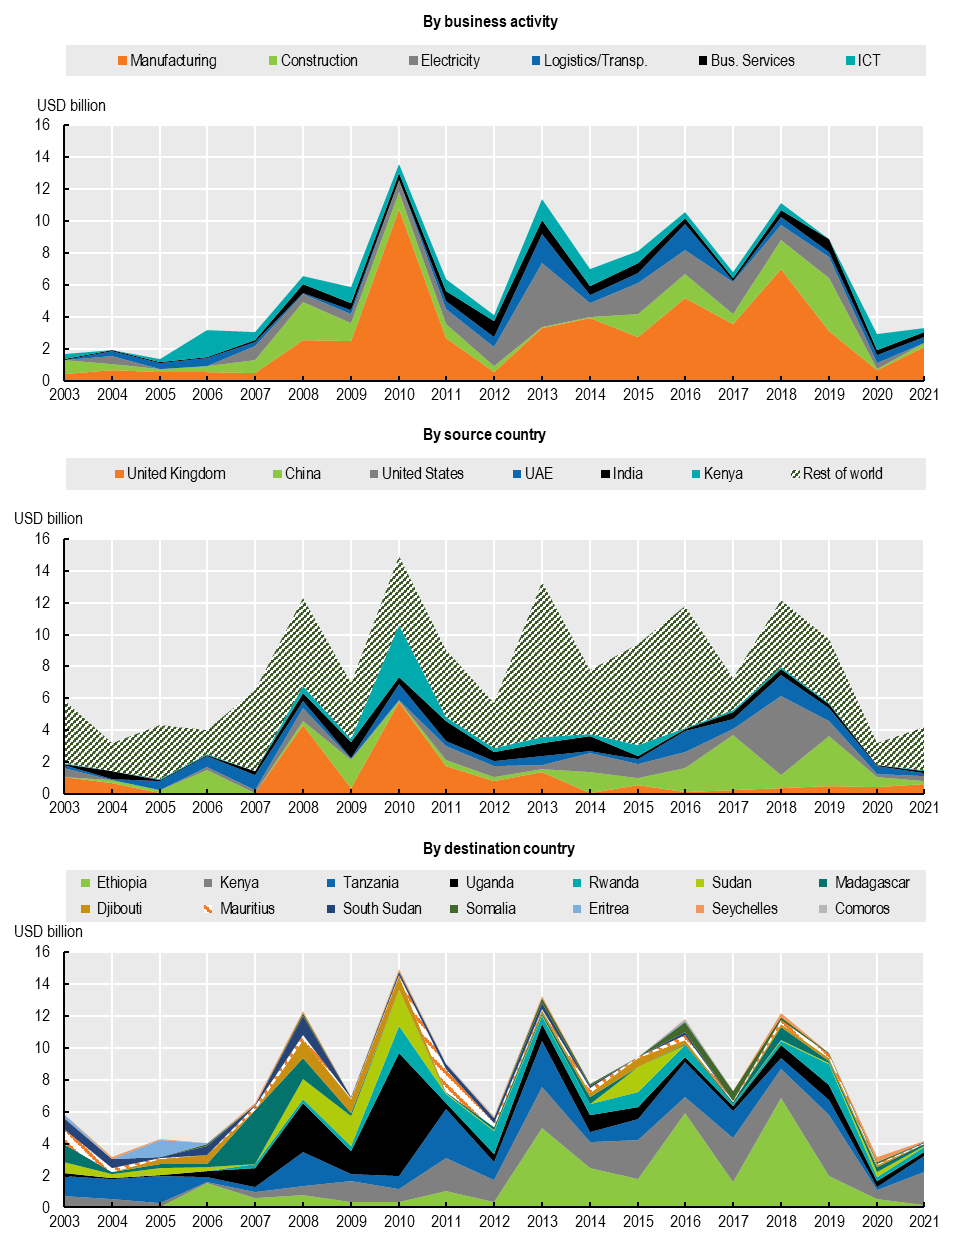 By business activity
Manufacturing Construction Electricity Logistics/Transp. Bus. Services ICT
USD billion
16
14
12
10
8
6
4
2
0
2003 2004 2005 2006 2007 2008 2009 2010 2011 2012 2013 2014 2015 2016 2017 2018 2019 2020 2021
By source country
United Kingdom China United States UAE India Kenya Rest of world
USD billion
16
14
12
10
8
6
4
2
0
2003 2004 2005 2006 2007 2008 2009 2010 2011 2012 2013 2014 2015 2016 2017 2018 2019 2020 2021
By destination country
Ethiopia Kenya Tanzania Uganda Rwanda Sudan Madagascar
Djibouti Mauritius South Sudan Somalia Eritrea Seychelles Comoros
USD billion
16
14
12
10
8
6
4
2
0
2003 2004 2005 2006 2007 2008 2009 2010 2011 2012 2013 2014 2015 2016 2017 2018 2019 2020 2021